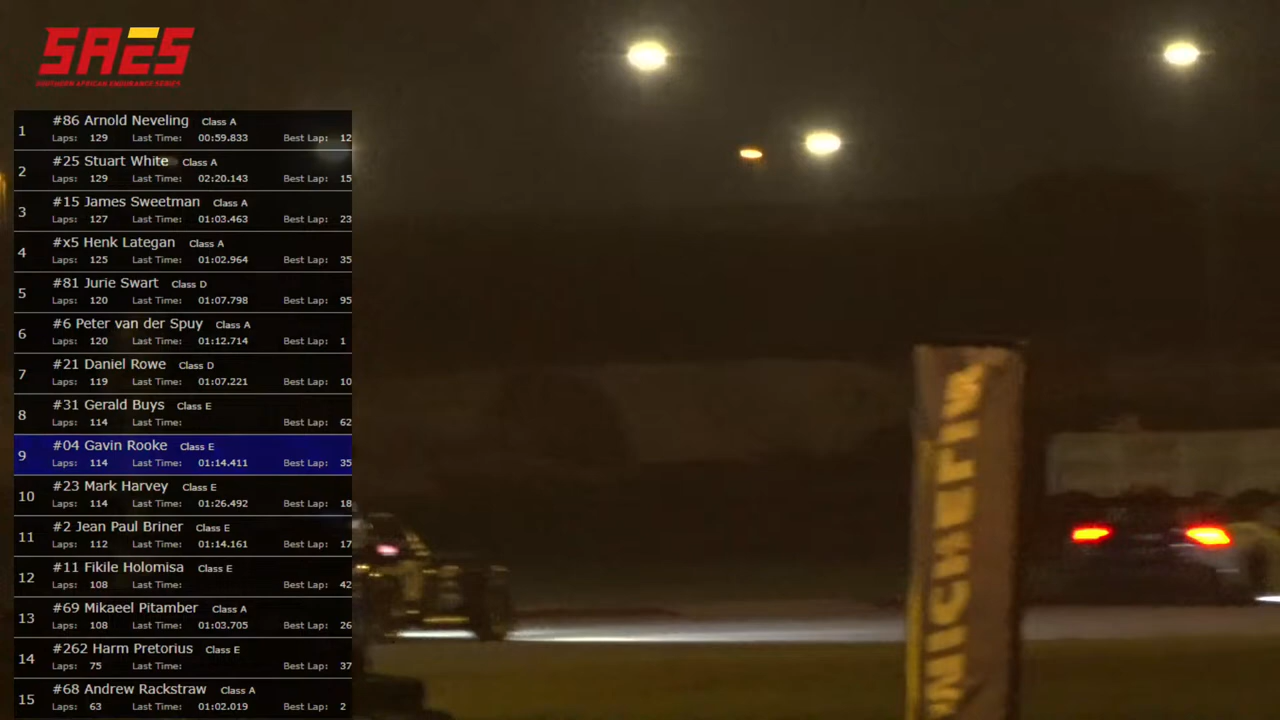 SAES
SOUTHERN AFRICAN ENDURANCE SERIES
1 #86 Arnold Neveling Class A
Laps: 129 Last Time: 00:59.833 Best Lap: 12
2 #25 Stuart White Class A
Laps: 129 Last Time: 02:20.143 Best Lap: 15
3 #15 James Sweetman Class A
Laps: 127 Last Time: 01:03.463 Best Lap: 23
4 #x5 Henk Lategan Class A
Laps: 125 Last Time: 01:02.964 Best Lap: 35
5 #81 Jurie Swart Class D
Laps: 120 Last Time: 01:07.798 Best Lap: 95
6 #6 Peter van der Spuy Class A
Laps: 120 Last Time: 01:12.714 Best Lap: 1
7 #21 Daniel Rowe Class D
Laps: 119 Last Time: 01:07.221 Best Lap: 10
8 #31 Gerald Buys Class E
Laps: 114 Last Time: Best Lap: 62
9 #04 Gavin Rooke Class E
Laps: 114 Last Time: 01:14.411 Best Lap: 35
10 #23 Mark Harvey Class E
Laps: 114 Last Time: 01:26.492 Best Lap: 18
11 #2 Jean Paul Briner Class E
Laps: 112 Last Time: 01:14.161 Best Lap: 17
12 #11 Fikile Holomisa Class E
Laps: 108 Last Time: Best Lap: 42
13 #69 Mikaeel Pitamber Class A
Laps: 108 Last Time: 01:03.705 Best Lap: 26
14 #262 Harm Pretorius Class E
Laps: 75 Last Time: Best Lap: 37
15 #68 Andrew Rackstraw Class A
Laps: 63 Last Time: 01:02.019 Best Lap: 2
MICHELIN